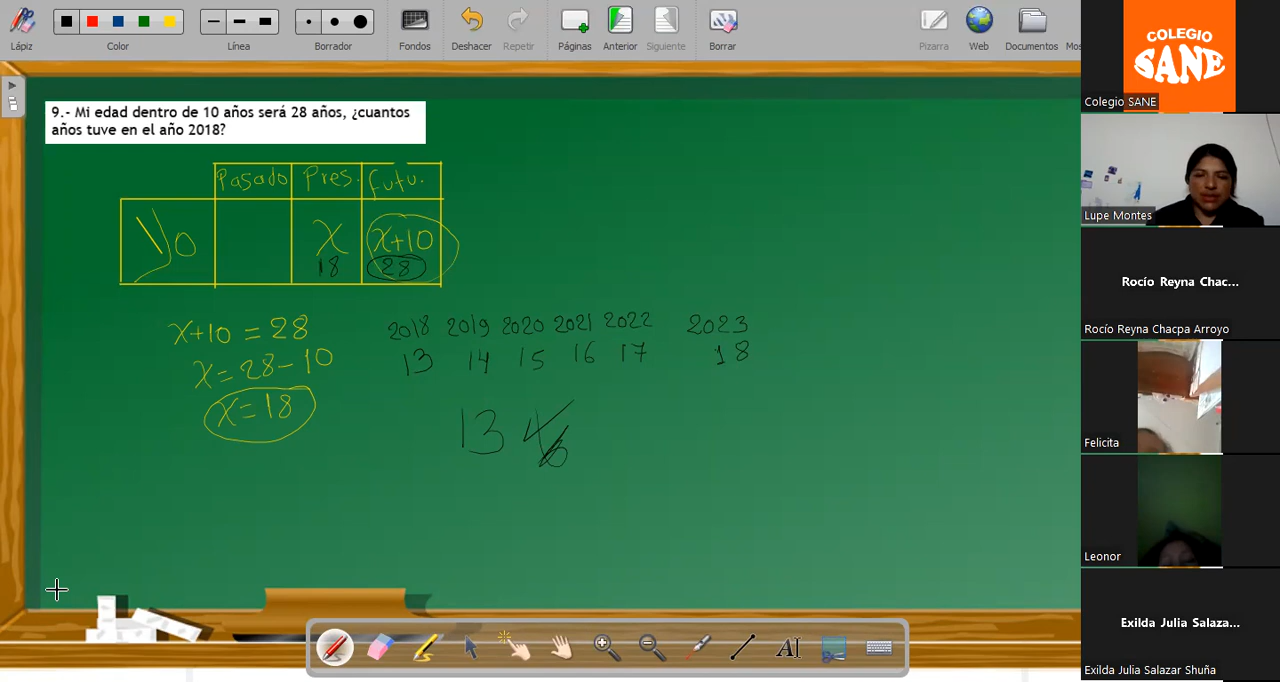 Lápiz
Color
Línea
Borrador
Fondos
Deshacer
Repetir
Páginas
Anterior
Siguiente
Borrar
Pizarra
Web
Documentos
Mos
9.- Mi edad dentro de 10 años será 28 años, ¿cuantos
años tuve en el año 2018?
Pasado Pres. futu.
Yo x x+10
18 28
x+10 = 28
x = 28 - 10
x = 18
2018 2019 2020 2021 2022 2023
13 14 15 16 17 18
13
AI
COLEGIO
SANE
Colegio SANE
Lupe Montes
Rocío Reyna Chac...
Rocío Reyna Chacpa Arroyo
Felicita
Leonor
Exilda Julia Salaza...
Exilda Julia Salazar Shuña